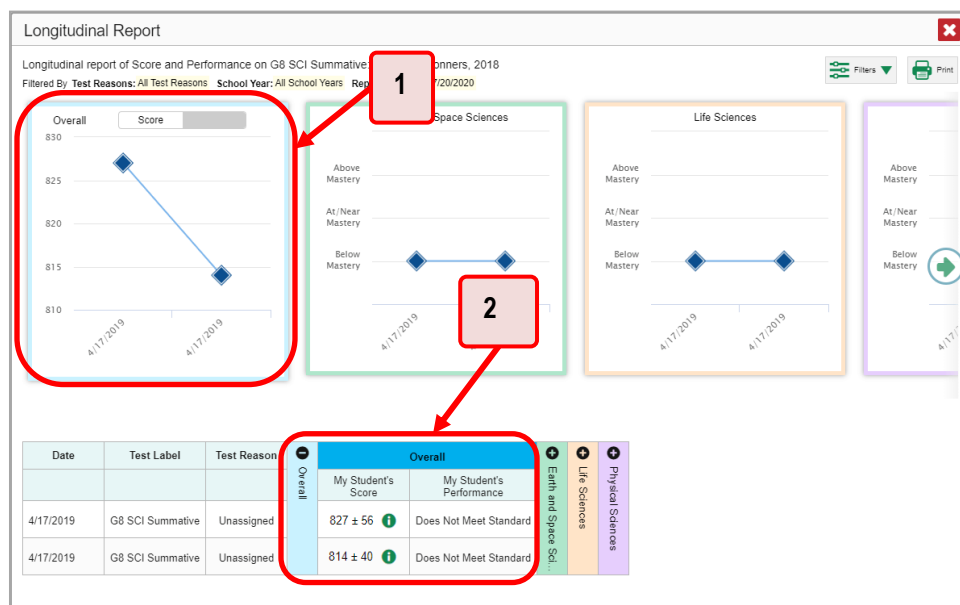 Longitudinal Report
Longitudinal report of Score and Performance on G8 SCI Summative: onners, 2018
Filtered By Test Reasons: All Test Reasons School Year: All School Years Rep 7/20/2020
Filters
Print
1
Overall
Score
830
825
820
815
810
4/17/2019
4/17/2019
Space Sciences
Above
Mastery
At/Near
Mastery
Below
Mastery
4/17/2019
Life Sciences
Above
Mastery
At/Near
Mastery
Below
Mastery
4/17/2019
4/17/2019
Above
Mastery
At/Near
Mastery
Below
Mastery
2
Date Test Label Test Reason Overall Overall Earth and Space Sci... Life Sciences Physical Sciences
My Student's
Score
My Student's
Performance
4/17/2019 G8 SCI Summative Unassigned 827 ± 56 Does Not Meet Standard
4/17/2019 G8 SCI Summative Unassigned 814 ± 40 Does Not Meet Standard